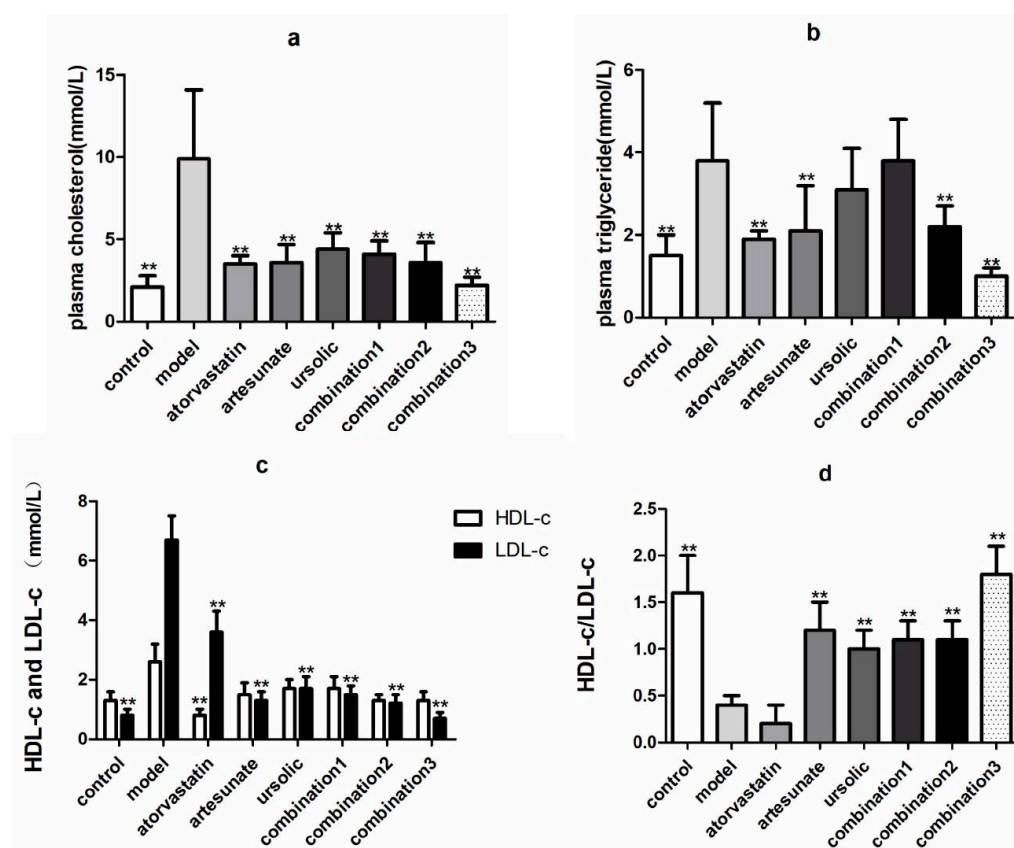 a
plasma cholesterol(mmol/L)
15
10
5
0
**
**
**
**
**
**
**
control
model
atorvastatin
artesunate
ursolic
combination1
combination2
combination3
b
plasma triglyceride(mmol/L)
6
4
2
0
**
**
**
**
**
control
model
atorvastatin
artesunate
ursolic
combination1
combination2
combination3
c
HDL-c and LDL-c （mmol/L）
8
6
4
2
0
**
**
**
**
**
**
**
**
HDL-c
LDL-c
control
model
atorvastatin
artesunate
ursolic
combination1
combination2
combination3
d
HDL-c/LDL-c
2.5
2.0
1.5
1.0
0.5
0.0
**
**
**
**
**
**
control
model
atorvastatin
artesunate
ursolic
combination1
combination2
combination3